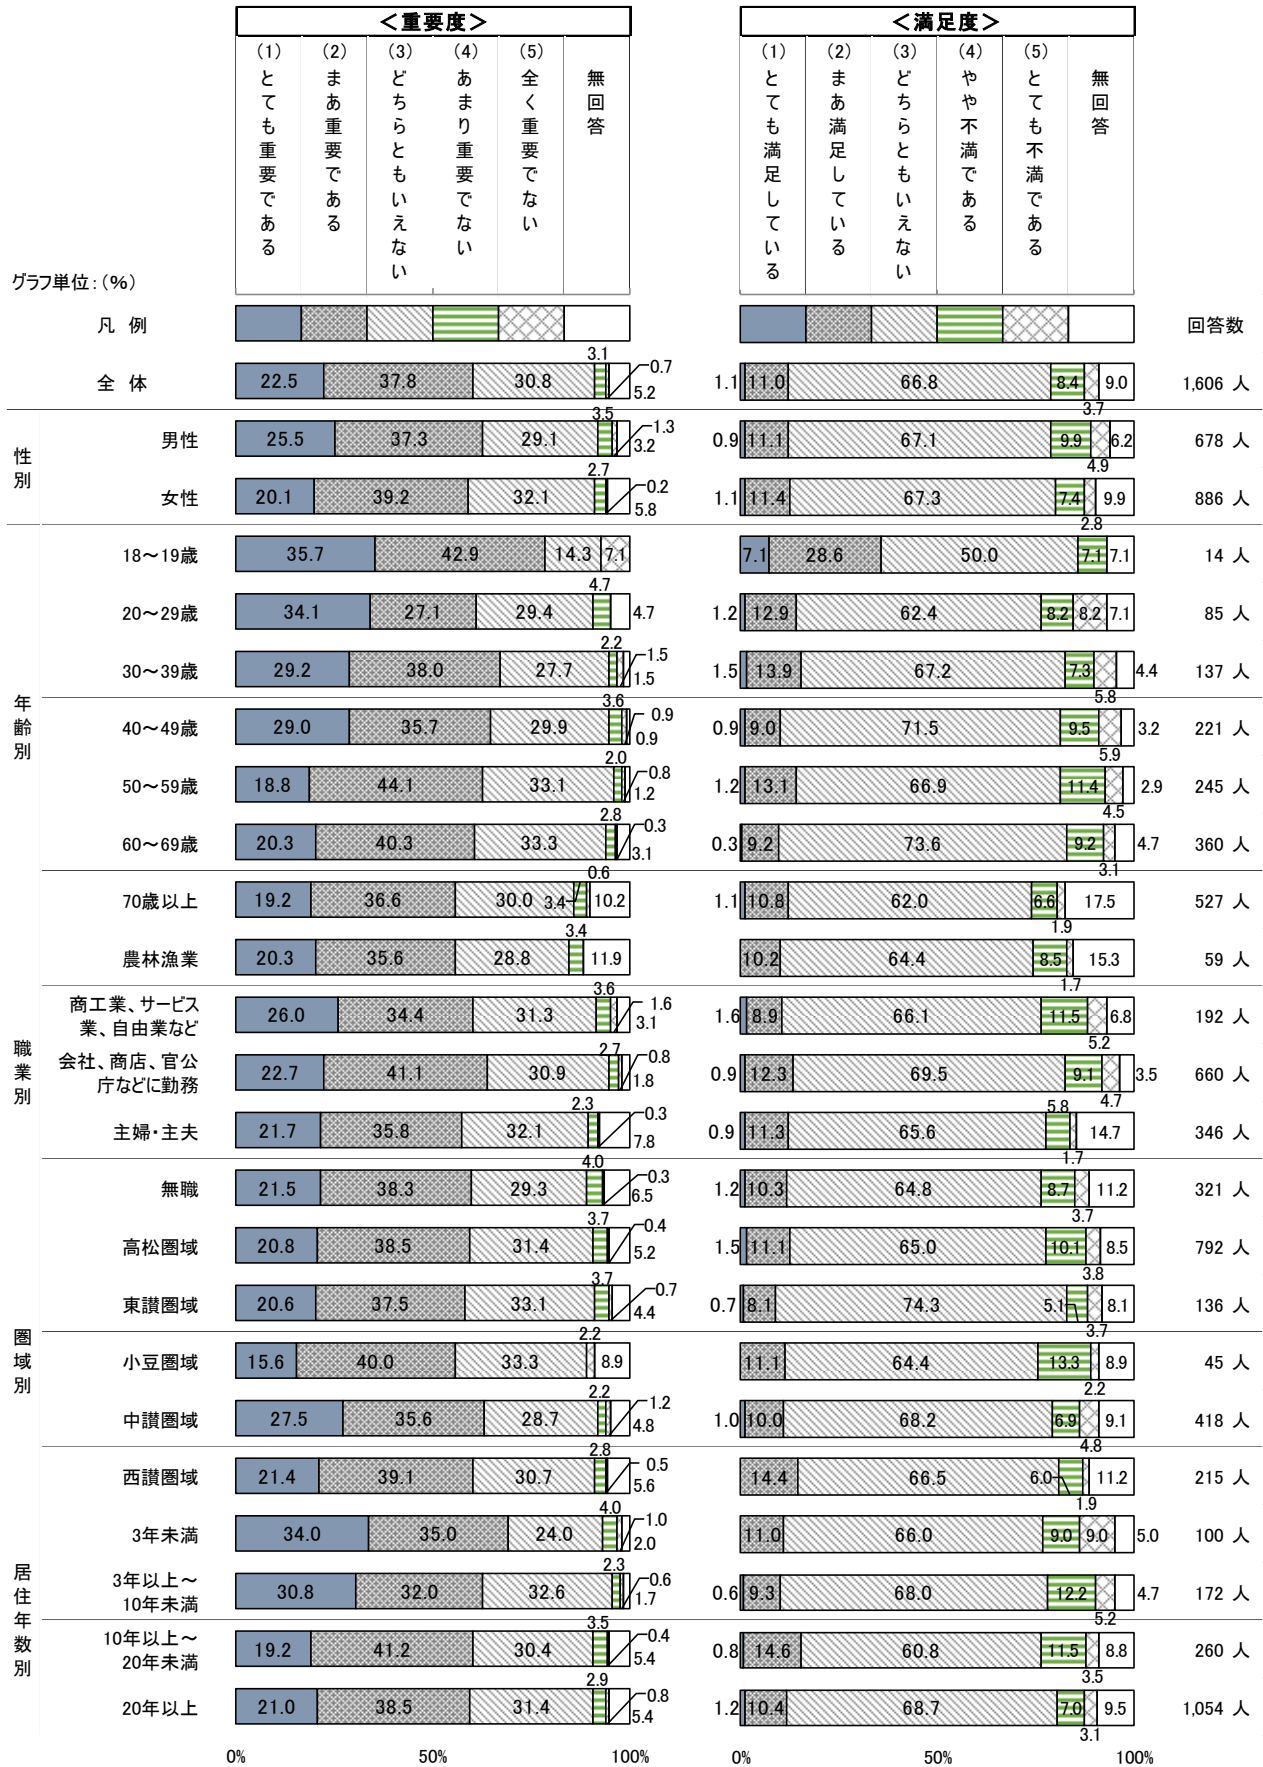 ＜重要度＞ ＜満足度＞
(1) とても重要である
(2) まあ重要である
(3) どちらともいえない
(4) あまり重要でない
(5) 全く重要でない
無回答
(1) とても満足している
(2) まあ満足している
(3) どちらともいえない
(4) やや不満である
(5) とても不満である
無回答
グラフ単位：（％）
凡 例 回答数
全 体 22.5 37.8 30.8 3.1 0.7 5.2 1.1 11.0 66.8 8.4 3.7 9.0 1,606 人
性別
男性 25.5 37.3 29.1 3.5 1.3 3.2 0.9 11.1 67.1 9.9 4.9 6.2 678 人
女性 20.1 39.2 32.1 2.7 0.2 5.8 1.1 11.4 67.3 7.4 2.8 9.9 886 人
年齢別
18～19歳 35.7 42.9 14.3 7.1 7.1 28.6 50.0 7.1 7.1 14 人
20～29歳 34.1 27.1 29.4 4.7 4.7 1.2 12.9 62.4 8.2 8.2 7.1 85 人
30～39歳 29.2 38.0 27.7 2.2 1.5 1.5 1.5 13.9 67.2 7.3 5.8 4.4 137 人
40～49歳 29.0 35.7 29.9 3.6 0.9 0.9 0.9 9.0 71.5 9.5 5.9 3.2 221 人
50～59歳 18.8 44.1 33.1 2.0 0.8 1.2 1.2 13.1 66.9 11.4 4.5 2.9 245 人
60～69歳 20.3 40.3 33.3 2.8 0.3 3.1 0.3 9.2 73.6 9.2 3.1 4.7 360 人
70歳以上 19.2 36.6 30.0 3.4 0.6 10.2 1.1 10.8 62.0 6.6 1.9 17.5 527 人
職業別
農林漁業 20.3 35.6 28.8 3.4 11.9 10.2 64.4 8.5 1.7 15.3 59 人
商工業、サービス
業、自由業など 26.0 34.4 31.3 3.6 1.6 3.1 1.6 8.9 66.1 11.5 5.2 6.8 192 人
会社、商店、官公
庁などに勤務 22.7 41.1 30.9 2.7 0.8 1.8 0.9 12.3 69.5 9.1 4.7 3.5 660 人
主婦・主夫 21.7 35.8 32.1 2.3 0.3 7.8 0.9 11.3 65.6 5.8 1.7 14.7 346 人
無職 21.5 38.3 29.3 4.0 0.3 6.5 1.2 10.3 64.8 8.7 3.7 11.2 321 人
圏域別
高松圏域 20.8 38.5 31.4 3.7 0.4 5.2 1.5 11.1 65.0 10.1 3.8 8.5 792 人
東讃圏域 20.6 37.5 33.1 3.7 0.7 4.4 0.7 8.1 74.3 5.1 3.7 8.1 136 人
小豆圏域 15.6 40.0 33.3 2.2 8.9 11.1 64.4 13.3 2.2 8.9 45 人
中讃圏域 27.5 35.6 28.7 2.2 1.2 4.8 1.0 10.0 68.2 6.9 4.8 9.1 418 人
西讃圏域 21.4 39.1 30.7 2.8 0.5 5.6 14.4 66.5 6.0 1.9 11.2 215 人
居住年数別
3年未満 34.0 35.0 24.0 4.0 1.0 2.0 11.0 66.0 9.0 9.0 5.0 100 人
3年以上～
10年未満 30.8 32.0 32.6 2.3 0.6 1.7 0.6 9.3 68.0 12.2 5.2 4.7 172 人
10年以上～
20年未満 19.2 41.2 30.4 3.5 0.4 5.4 0.8 14.6 60.8 11.5 3.5 8.8 260 人
20年以上 21.0 38.5 31.4 2.9 0.8 5.4 1.2 10.4 68.7 7.0 3.1 9.5 1,054 人
0% 50% 100% 0% 50% 100%